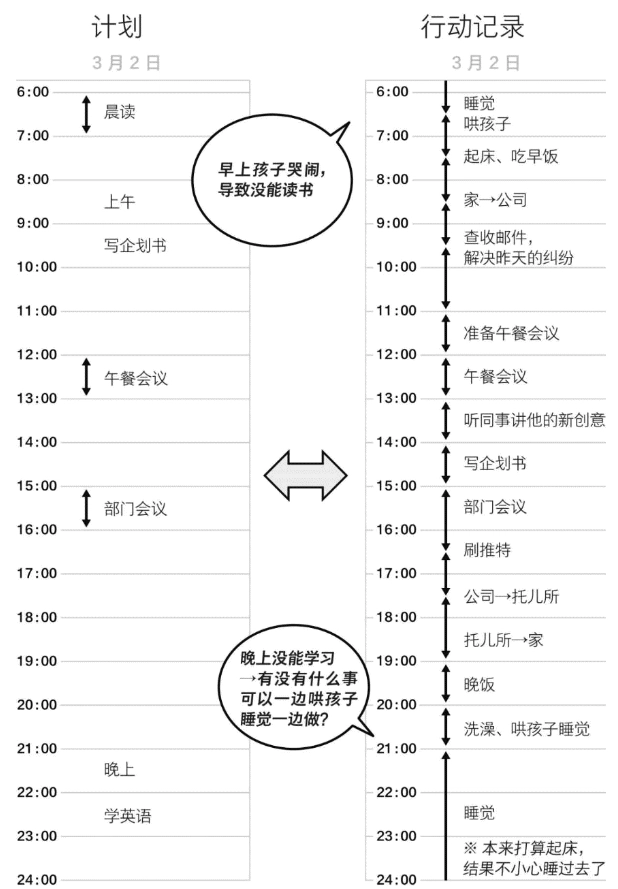 计划
3月2日
6:00
晨读
7:00
8:00
上午
9:00
写企划书
10:00
11:00
12:00
午餐会议
13:00
14:00
15:00
部门会议
16:00
17:00
18:00
19:00
20:00
21:00
晚上
22:00
学英语
23:00
24:00
早上孩子哭闹，
导致没能读书
晚上没能学习
→有没有什么事
可以一边哄孩子
睡觉一边做？
行动记录
3月2日
6:00
睡觉
哄孩子
7:00
起床、吃早饭
8:00
家→公司
9:00
查收邮件，
解决昨天的纠纷
10:00
11:00
准备午餐会议
12:00
午餐会议
13:00
听同事讲他的新创意
14:00
写企划书
15:00
部门会议
16:00
刷推特
17:00
公司→托儿所
18:00
托儿所→家
19:00
晚饭
20:00
洗澡、哄孩子睡觉
21:00
22:00
睡觉
23:00
※ 本来打算起床，
结果不小心睡过去了
24:00